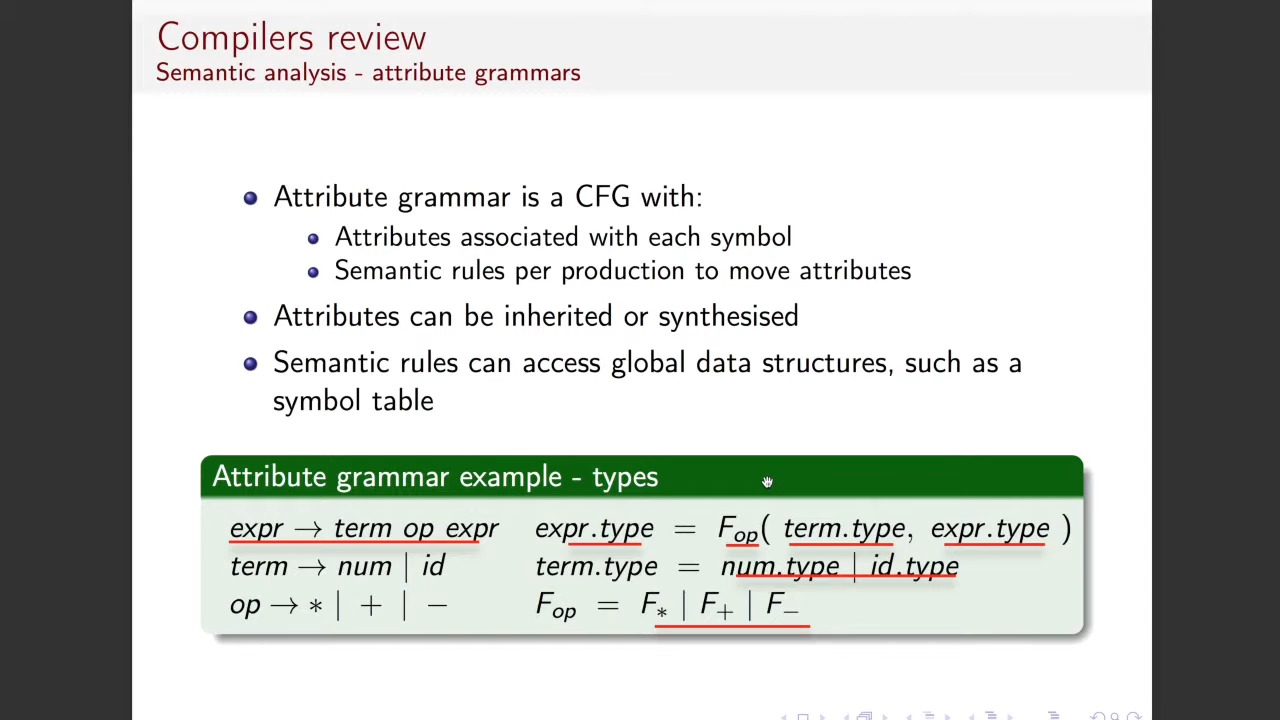 Compilers review
Semantic analysis - attribute grammars
Attribute grammar is a CFG with:
Attributes associated with each symbol
Semantic rules per production to move attributes
Attributes can be inherited or synthesised
Semantic rules can access global data structures, such as a
symbol table
Attribute grammar example - types
expr → term op expr expr.type = F_op( term.type, expr.type )
term → num | id term.type = num.type | id.type
op → * | + | − F_op = F_* | F_+ | F_−